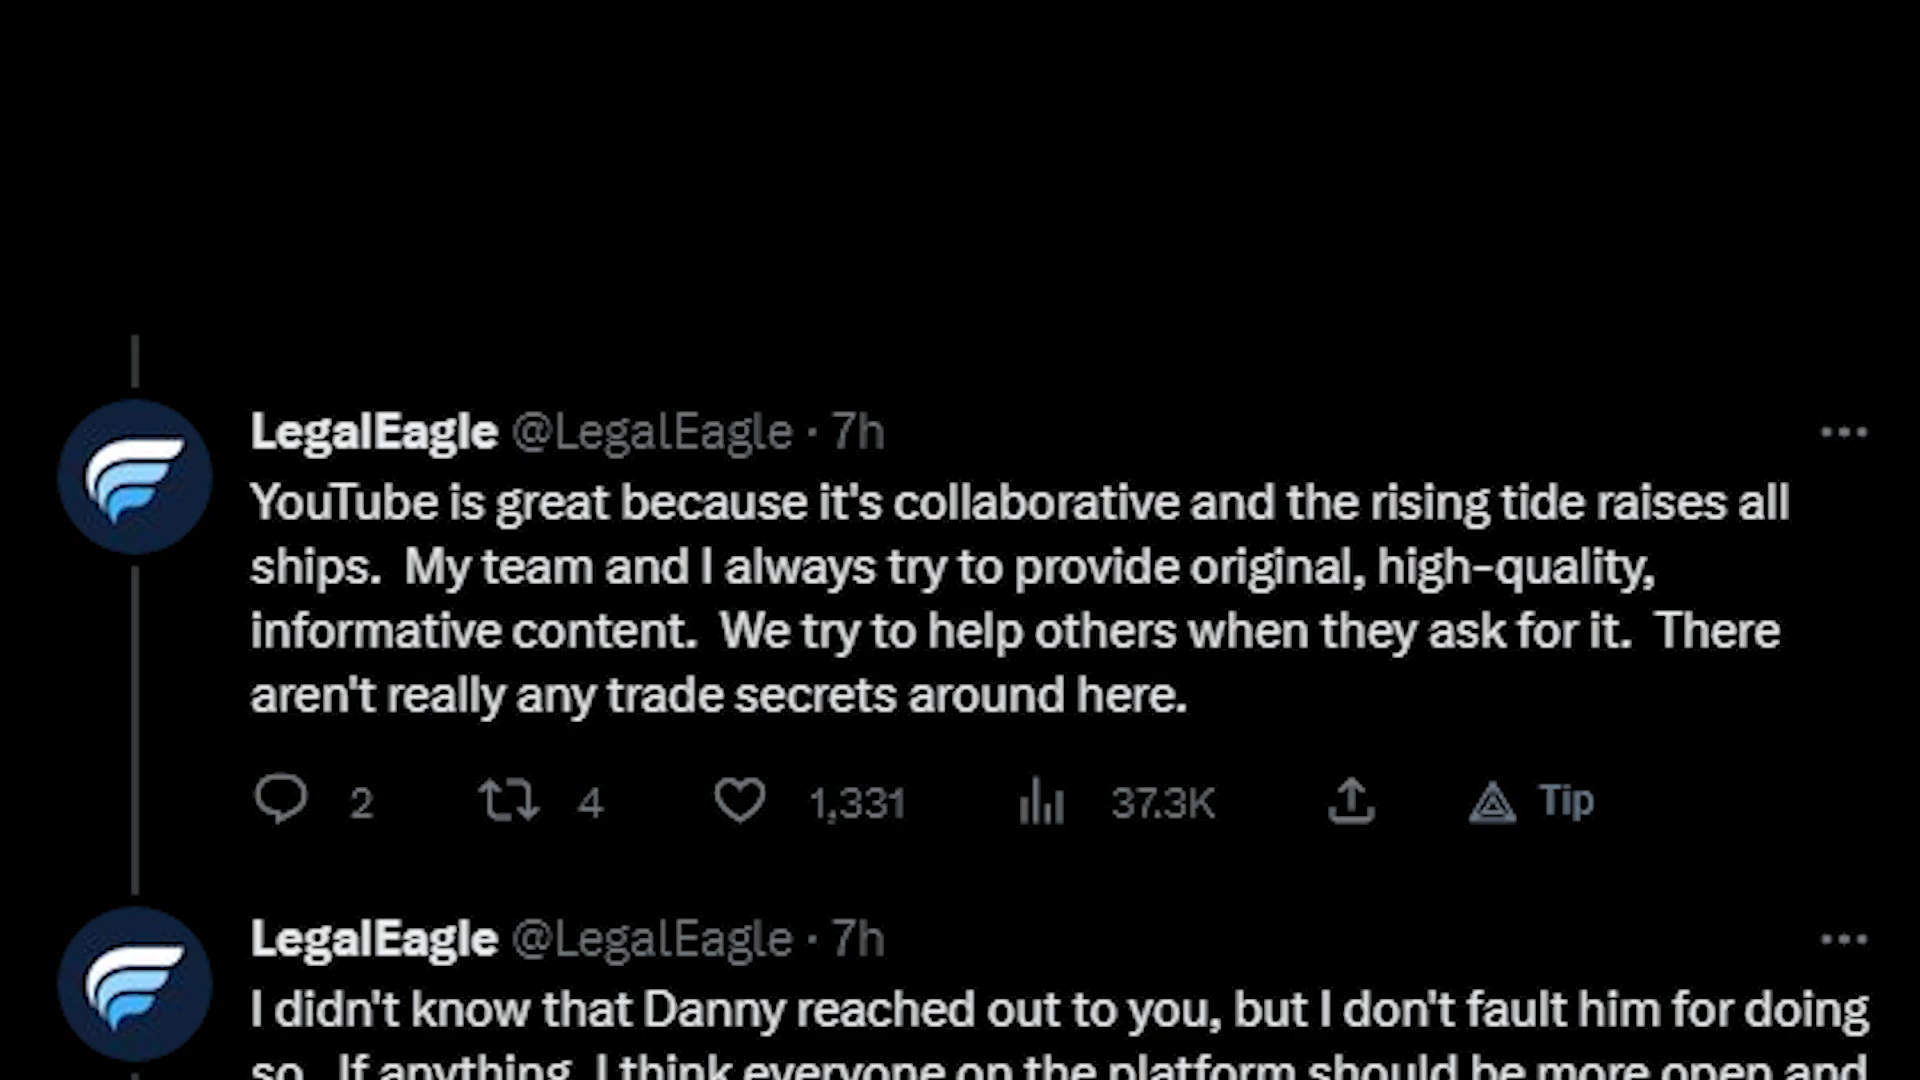 LegalEagle @LegalEagle · 7h
YouTube is great because it's collaborative and the rising tide raises all
ships.  My team and I always try to provide original, high-quality,
informative content.  We try to help others when they ask for it.  There
aren't really any trade secrets around here.
2 4 1,331 37.3K Tip
LegalEagle @LegalEagle · 7h
I didn't know that Danny reached out to you, but I don't fault him for doing
so.  If anything, I think everyone on the platform should be more open and